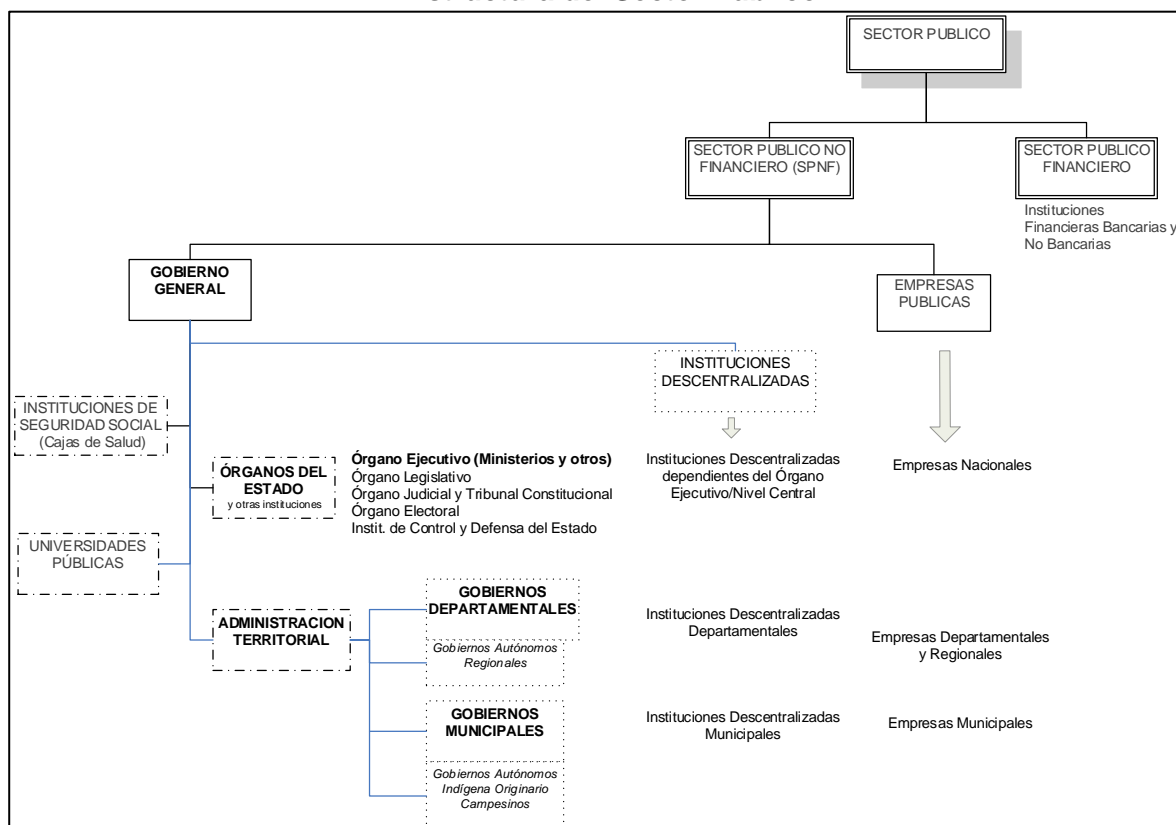 SECTOR PUBLICO
SECTOR PUBLICO NO
FINANCIERO (SPNF)
SECTOR PUBLICO
FINANCIERO
Instituciones
Financieras Bancarias y
No Bancarias
GOBIERNO
GENERAL
EMPRESAS
PUBLICAS
INSTITUCIONES
DESCENTRALIZADAS
INSTITUCIONES DE
SEGURIDAD SOCIAL
(Cajas de Salud)
ÓRGANOS DEL
ESTADO
y otras instituciones
Órgano Ejecutivo (Ministerios y otros)
Órgano Legislativo
Órgano Judicial y Tribunal Constitucional
Órgano Electoral
Instit. de Control y Defensa del Estado
Instituciones Descentralizadas
dependientes del Órgano
Ejecutivo/Nivel Central
Empresas Nacionales
UNIVERSIDADES
PÚBLICAS
ADMINISTRACION
TERRITORIAL
GOBIERNOS
DEPARTAMENTALES
Gobiernos Autónomos
Regionales
Instituciones Descentralizadas
Departamentales
Empresas Departamentales
y Regionales
GOBIERNOS
MUNICIPALES
Gobiernos Autónomos
Indígena Originario
Campesinos
Instituciones Descentralizadas
Municipales
Empresas Municipales